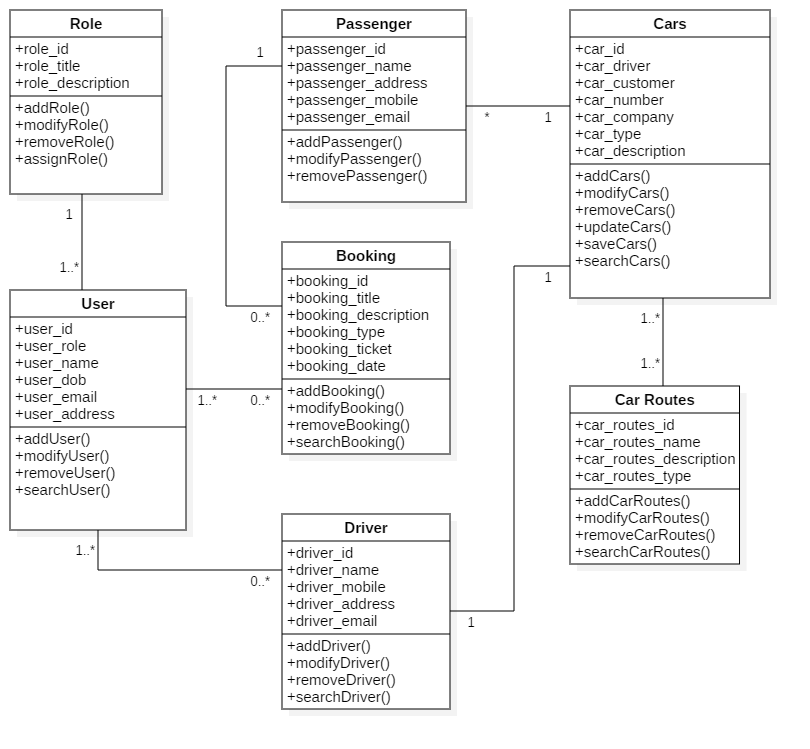 Role
+role_id
+role_title
+role_description
+addRole()
+modifyRole()
+removeRole()
+assignRole()
1
1..*
User
+user_id
+user_role
+user_name
+user_dob
+user_email
+user_address
+addUser()
+modifyUser()
+removeUser()
+searchUser()
1..*
0..*
1..*
0..*
Passenger
+passenger_id
+passenger_name
+passenger_address
+passenger_mobile
+passenger_email
+addPassenger()
+modifyPassenger()
+removePassenger()
1
0..*
*
1
Booking
+booking_id
+booking_title
+booking_description
+booking_type
+booking_ticket
+booking_date
+addBooking()
+modifyBooking()
+removeBooking()
+searchBooking()
Driver
+driver_id
+driver_name
+driver_mobile
+driver_address
+driver_email
+addDriver()
+modifyDriver()
+removeDriver()
+searchDriver()
1
1
Cars
+car_id
+car_driver
+car_customer
+car_number
+car_company
+car_type
+car_description
+addCars()
+modifyCars()
+removeCars()
+updateCars()
+saveCars()
+searchCars()
1..*
1..*
Car Routes
+car_routes_id
+car_routes_name
+car_routes_description
+car_routes_type
+addCarRoutes()
+modifyCarRoutes()
+removeCarRoutes()
+searchCarRoutes()